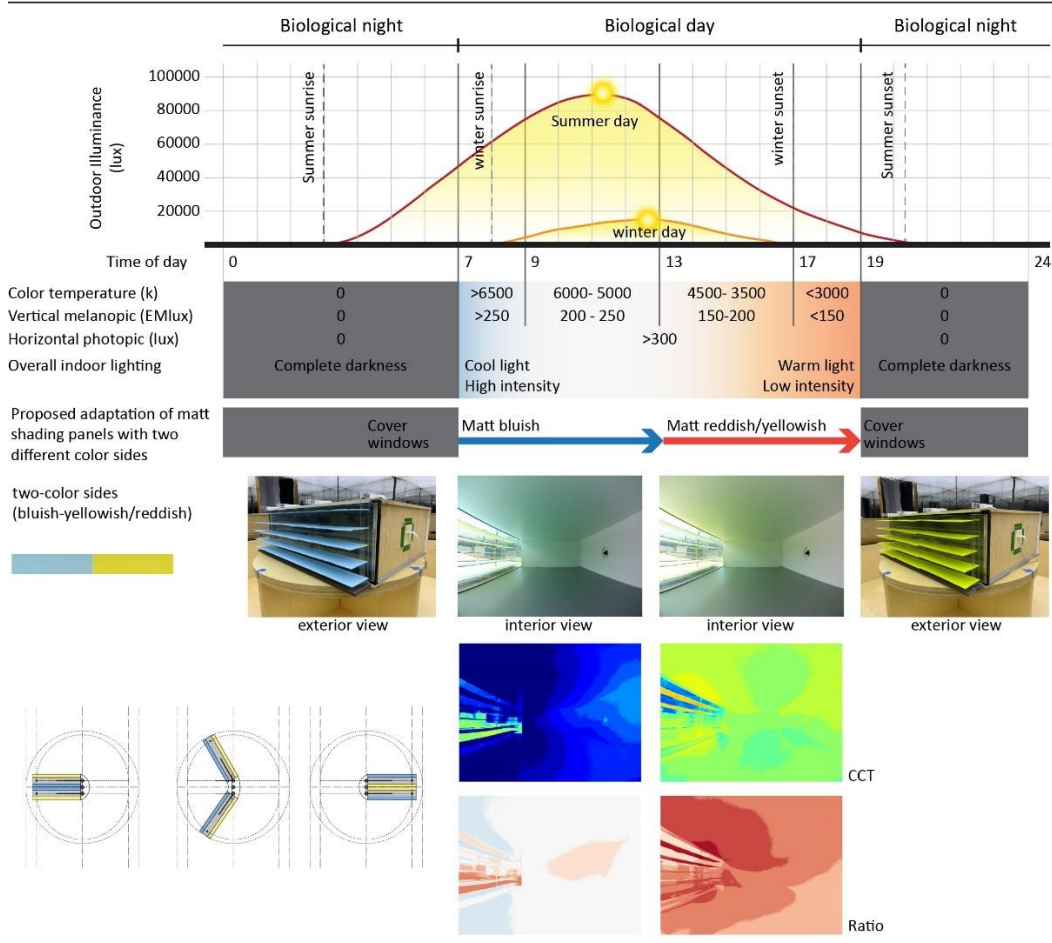 Biological night Biological day Biological night
Outdoor Illuminance
(lux)
100000
80000
60000
40000
20000
Summer sunrise
winter sunrise
Summer day
winter day
winter sunset
Summer sunset
Time of day 0 7 9 13 17 19 24
Color temperature (k) 0 >6500 6000- 5000 4500- 3500 <3000 0
Vertical melanopic (EMlux) 0 >250 200 - 250 150-200 <150 0
Horizontal photopic (lux) 0 >300 0
Overall indoor lighting Complete darkness Cool light Warm light Complete darkness
High intensity Low intensity
Proposed adaptation of matt
shading panels with two
different color sides
Cover
windows
Matt bluish
Matt reddish/yellowish
Cover
windows
two-color sides
(bluish-yellowish/reddish)
exterior view interior view interior view exterior view
CCT
Ratio